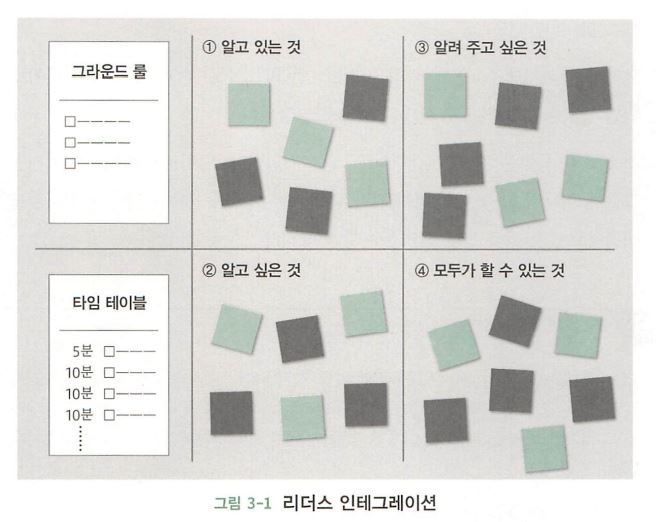 그라운드 룰
① 알고 있는 것
③ 알려 주고 싶은 것
타임 테이블
5분
10분
10분
10분
② 알고 싶은 것
④ 모두가 할 수 있는 것
그림 3-1 리더스 인테그레이션